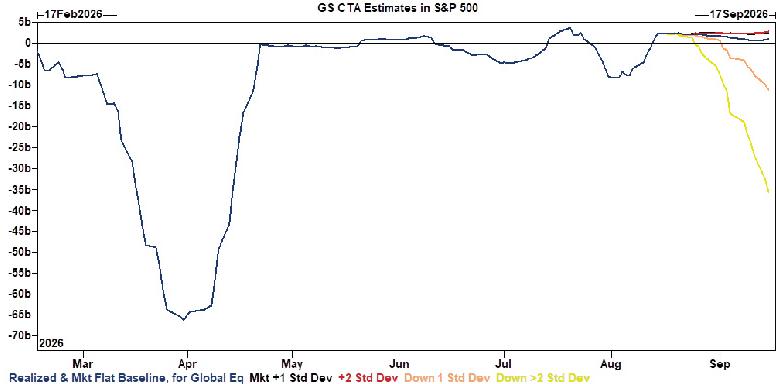 GS CTA Estimates in S&P 500
17Feb2026
17Sep2026
5b
0
-5b
-10b
-15b
-20b
-25b
-30b
-35b
-40b
-45b
-50b
-55b
-60b
-65b
-70b
2026
Mar Apr May Jun Jul Aug Sep
Realized & Mkt Flat Baseline, for Global Eq Mkt +1 Std Dev +2 Std Dev Down 1 Std Dev Down >2 Std Dev